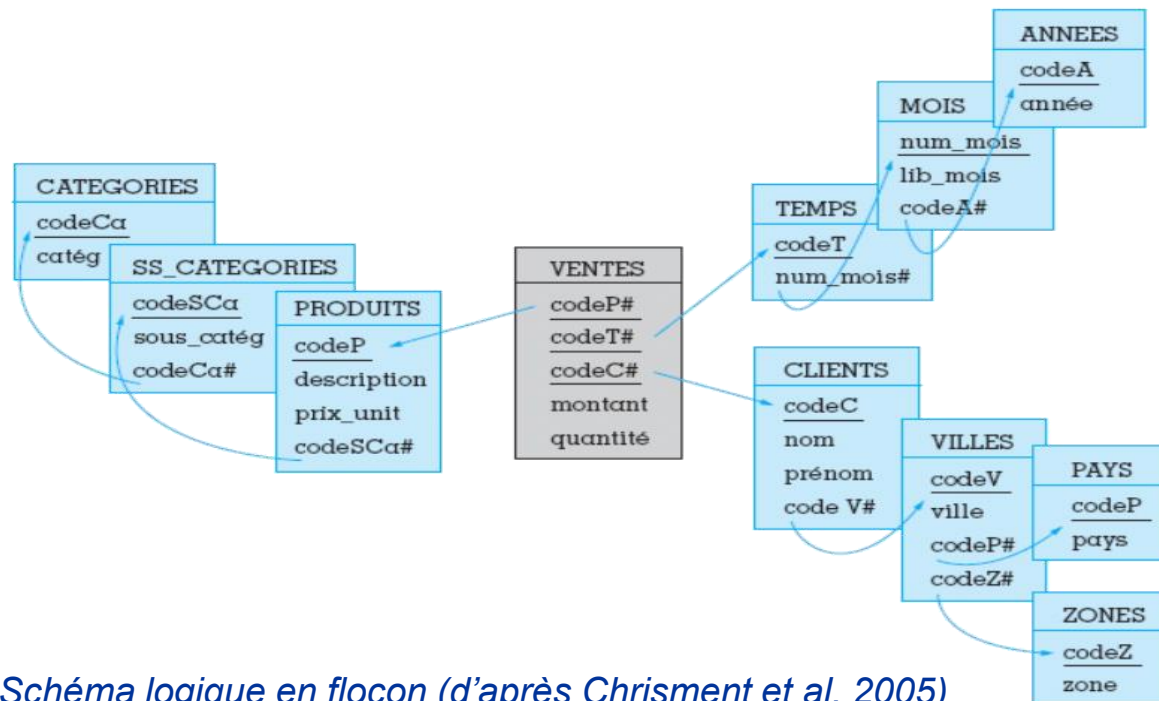 CATEGORIES
codeCa
catég
SS_CATEGORIES
codeSCa
sous_catég
codeCa#
PRODUITS
codeP
description
prix_unit
codeSCa#
VENTES
codeP#
codeT#
codeC#
montant
quantité
TEMPS
codeT
num_mois#
MOIS
num_mois
lib_mois
codeA#
ANNEES
codeA
année
CLIENTS
codeC
nom
prénom
code V#
VILLES
codeV
ville
codeP#
codeZ#
PAYS
codeP
pays
ZONES
codeZ
zone
Schéma logique en flocon (d'après Chrisment et al. 2005)